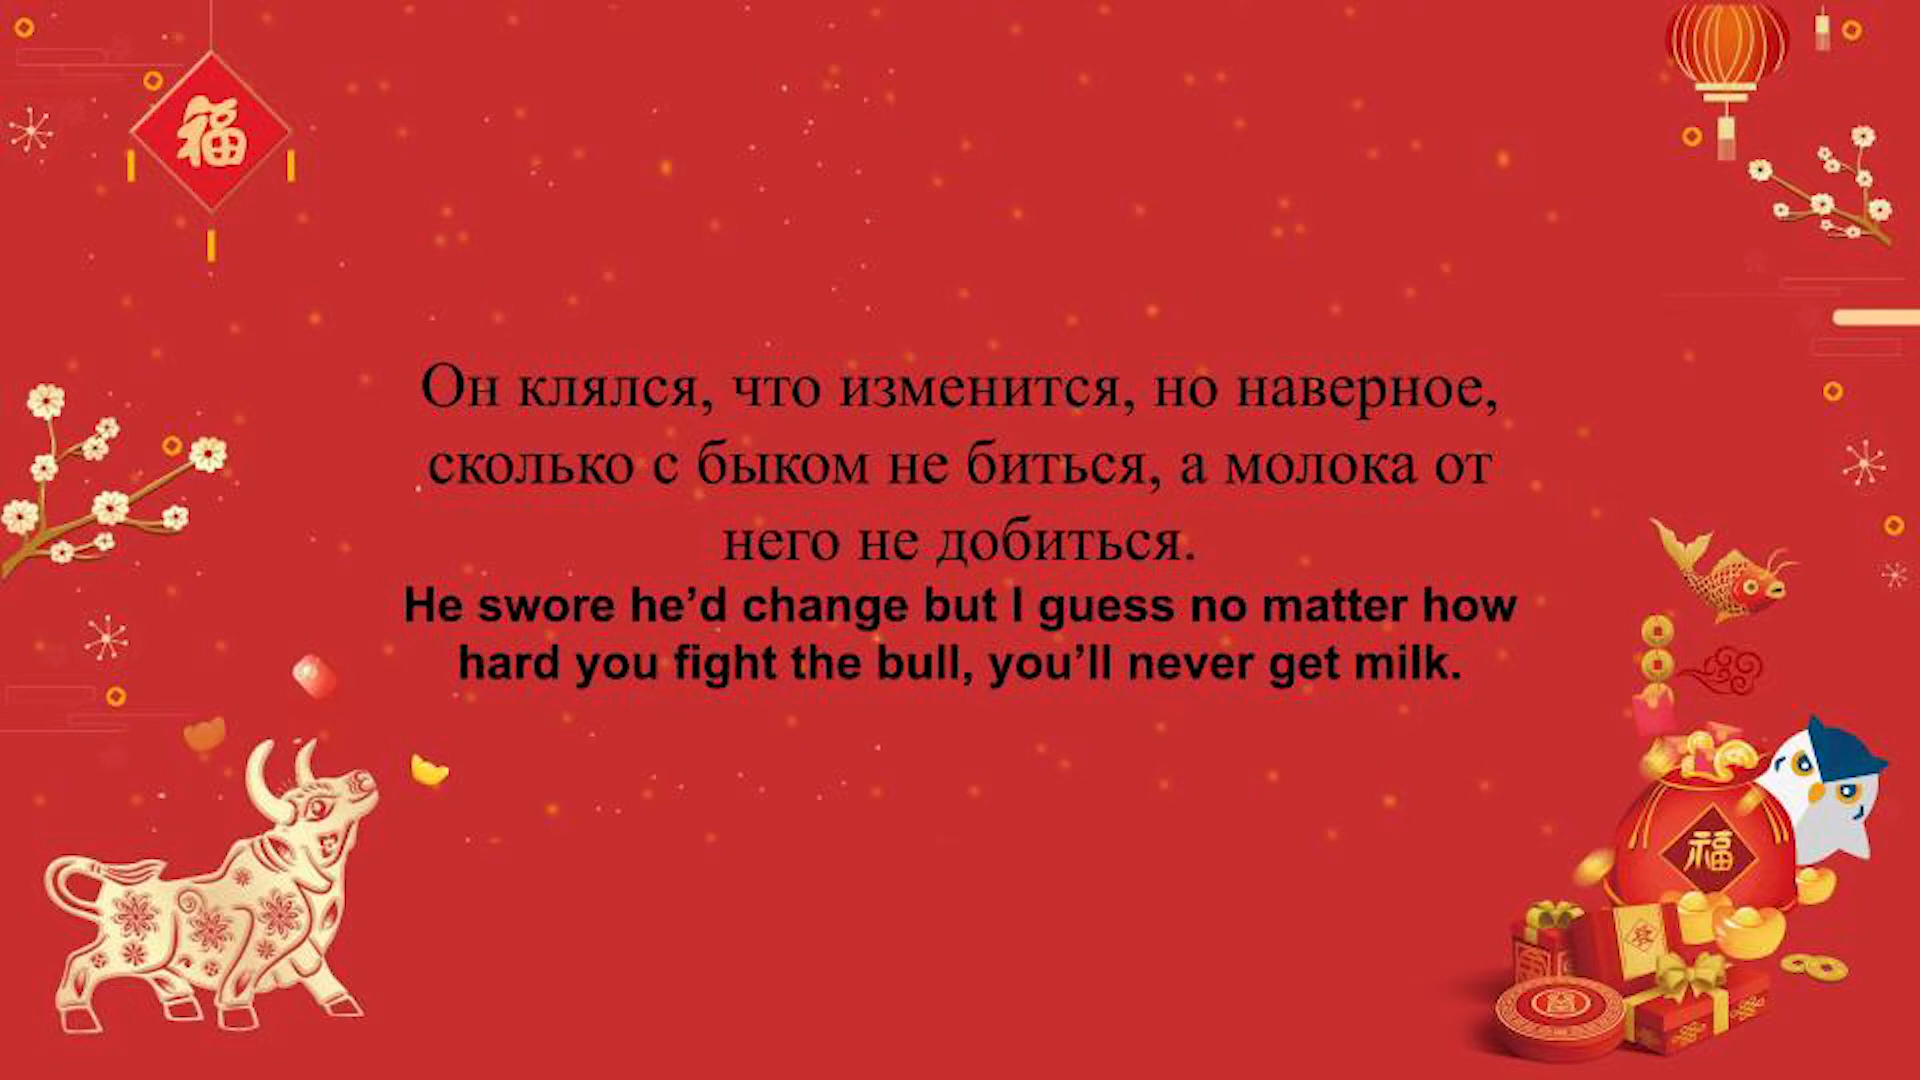 福
Он клялся, что изменится, но наверное,
сколько с быком не биться, а молока от
него не добиться.
He swore he’d change but I guess no matter how
hard you fight the bull, you’ll never get milk.
福